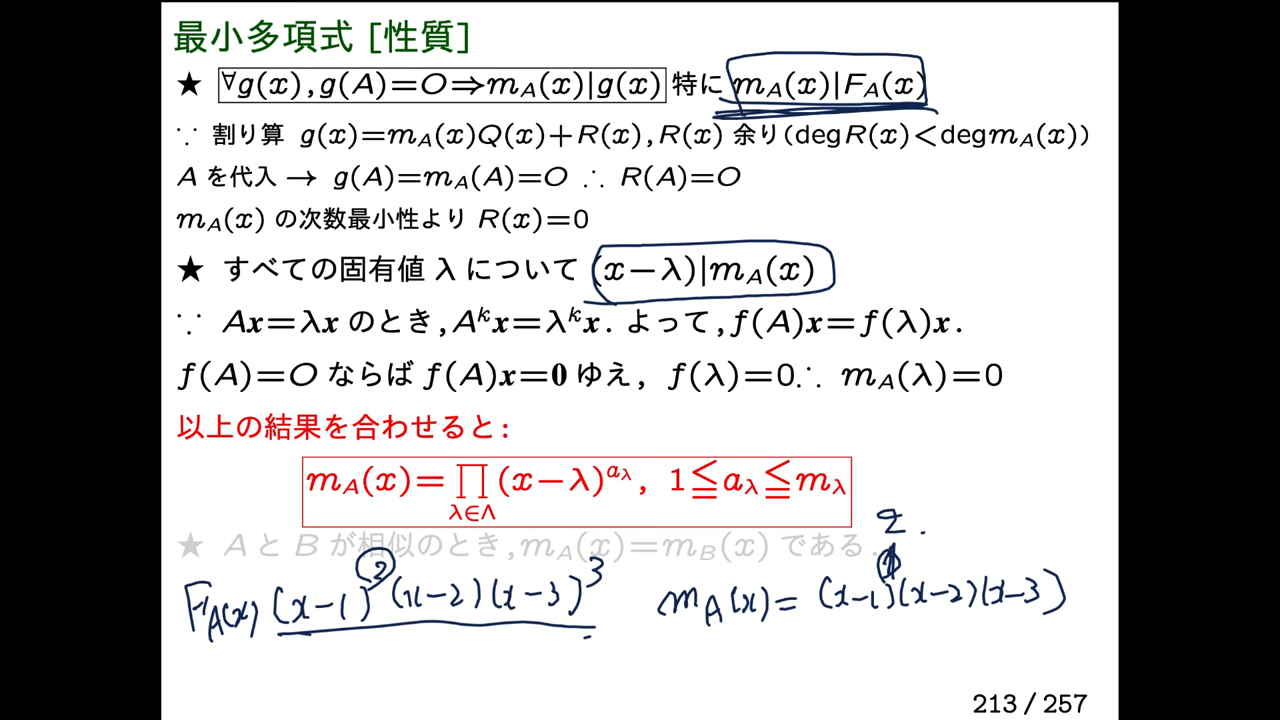 最小多項式 [性質]
★ ∀g(x), g(A)=O⇒m_A(x)|g(x) 特に m_A(x)|F_A(x)
∵ 割り算 g(x)=m_A(x)Q(x)+R(x), R(x) 余り(deg R(x)<deg m_A(x))
A を代入 → g(A)=m_A(A)=O ∴ R(A)=O
m_A(x) の次数最小性より R(x)=0
★ すべての固有値 λ について (x−λ)|m_A(x)
∵ Ax=λx のとき, A^k x=λ^k x. よって, f(A)x=f(λ)x.
f(A)=O ならば f(A)x=0 ゆえ, f(λ)=0∴ m_A(λ)=0
以上の結果を合わせると:
m_A(x)=∏_{λ∈Λ}(x−λ)^{a_λ}, 1≦a_λ≦m_λ
★ A と B が相似のとき, m_A(x)=m_B(x) である.
2.
F_A(x) (x−1)^2 (x−2)(x−3)^3 m_A(x)= (x−1)(x−2)(x−3)
213 / 257